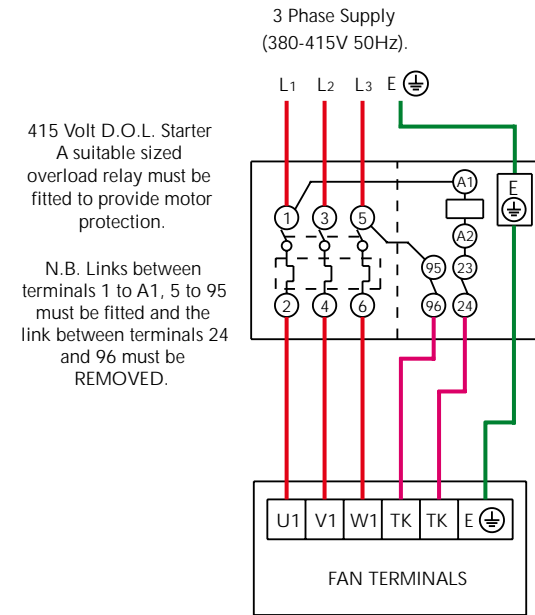 3 Phase Supply
(380-415V 50Hz).
L1 L2 L3 E
415 Volt D.O.L. Starter
A suitable sized
overload relay must be
fitted to provide motor
protection.
N.B. Links between
terminals 1 to A1, 5 to 95
must be fitted and the
link between terminals 24
and 96 must be
REMOVED.
A1 E
1 3 5
A2
95 23
2 4 6 96 24
U1 V1 W1 TK TK E
FAN TERMINALS